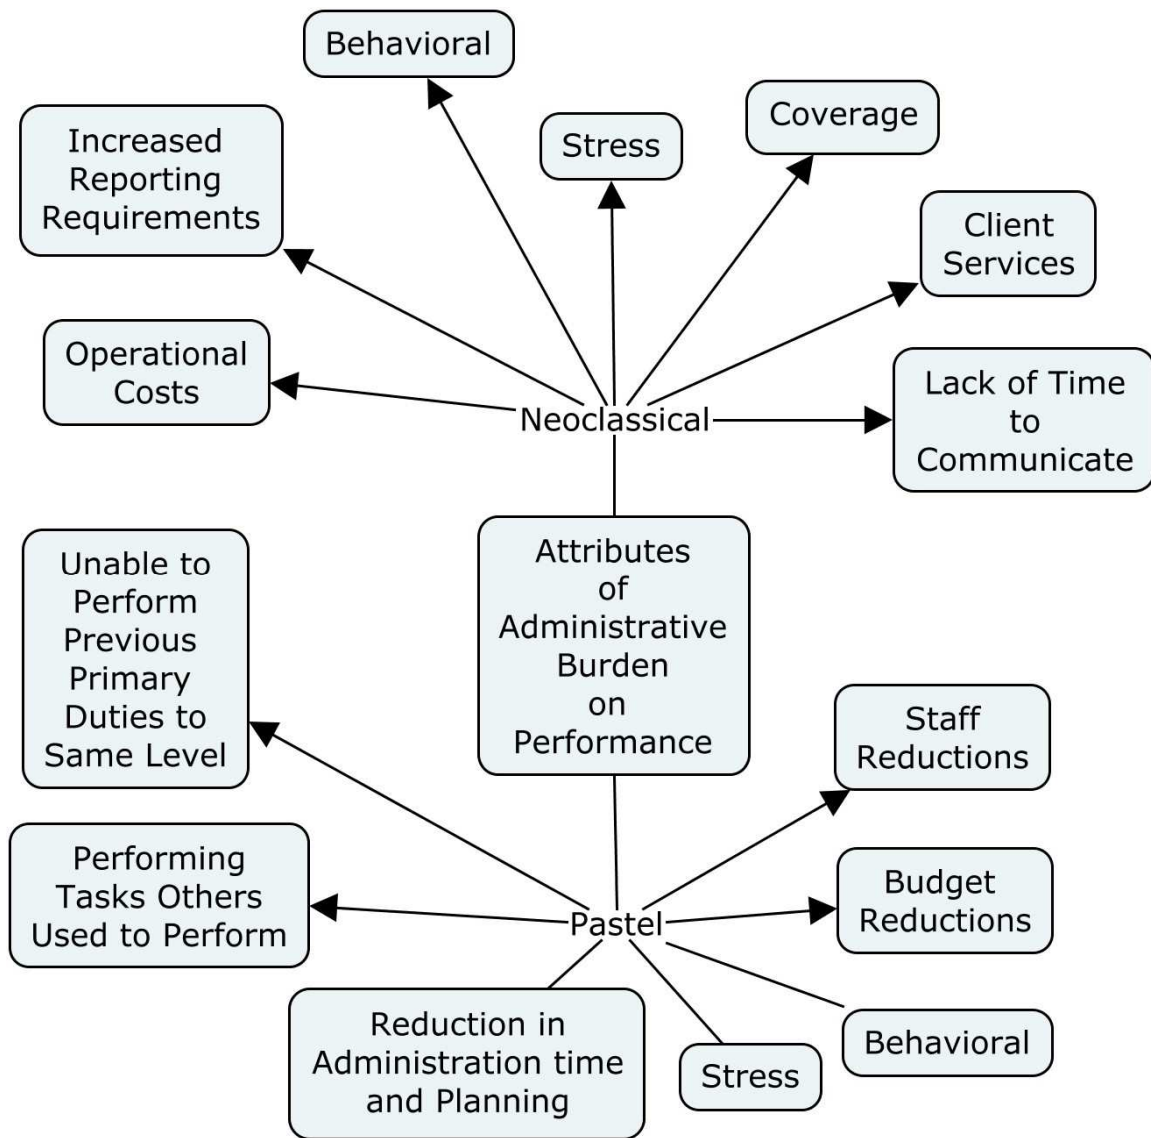 Behavioral
Stress
Coverage
Increased
Reporting
Requirements
Client
Services
Operational
Costs
Lack of Time
to
Communicate
Neoclassical
Attributes
of
Administrative
Burden
on
Performance
Unable to
Perform
Previous
Primary
Duties to
Same Level
Staff
Reductions
Performing
Tasks Others
Used to Perform
Budget
Reductions
Pastel
Reduction in
Administration time
and Planning
Stress
Behavioral